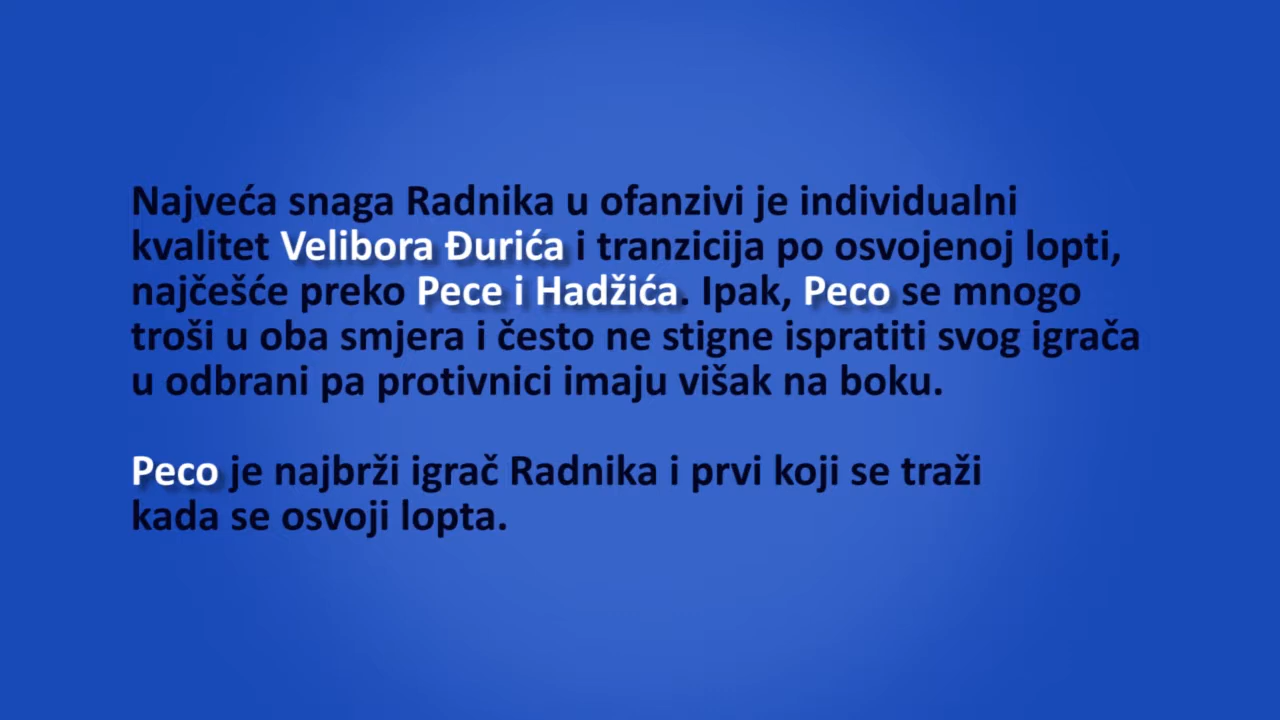 Najveća snaga Radnika u ofanzivi je individualni
kvalitet Velibora Đurića i tranzicija po osvojenoj lopti,
najčešće preko Pece i Hadžića. Ipak, Peco se mnogo
troši u oba smjera i često ne stigne ispratiti svog igrača
u odbrani pa protivnici imaju višak na boku.
Peco je najbrži igrač Radnika i prvi koji se traži
kada se osvoji lopta.